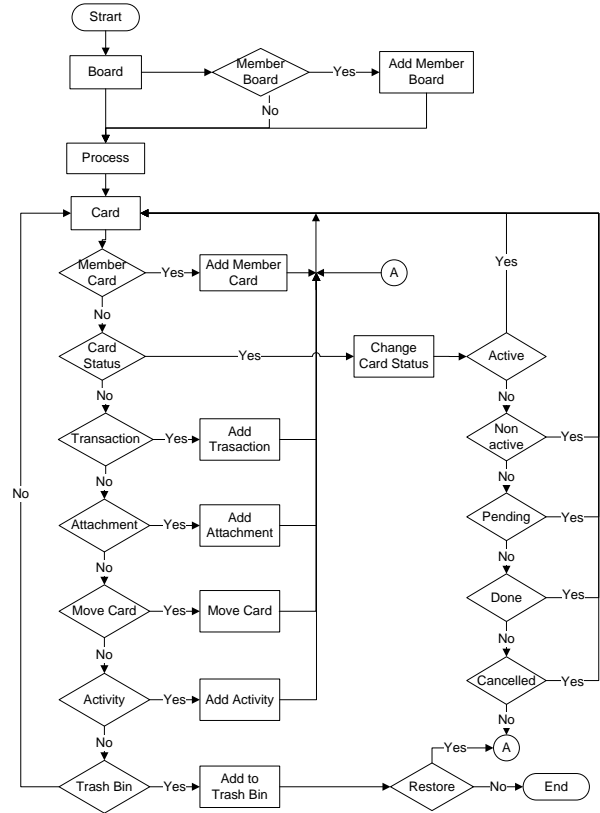 Strart
Board
Member
Board
Yes
Add Member
Board
No
Process
Card
Member
Card
Yes
Add Member
Card
A
Yes
No
Card
Status
Yes
Change
Card Status
Active
No
No
Transaction
Yes
Add
Trasaction
Non
active
Yes
No
No
No
Attachment
Yes
Add
Attachment
Pending
Yes
No
No
Move Card
Yes
Move Card
Done
Yes
No
No
Activity
Yes
Add Activity
Cancelled
Yes
No
No
Trash Bin
Yes
Add to
Trash Bin
Restore
Yes
A
No
End